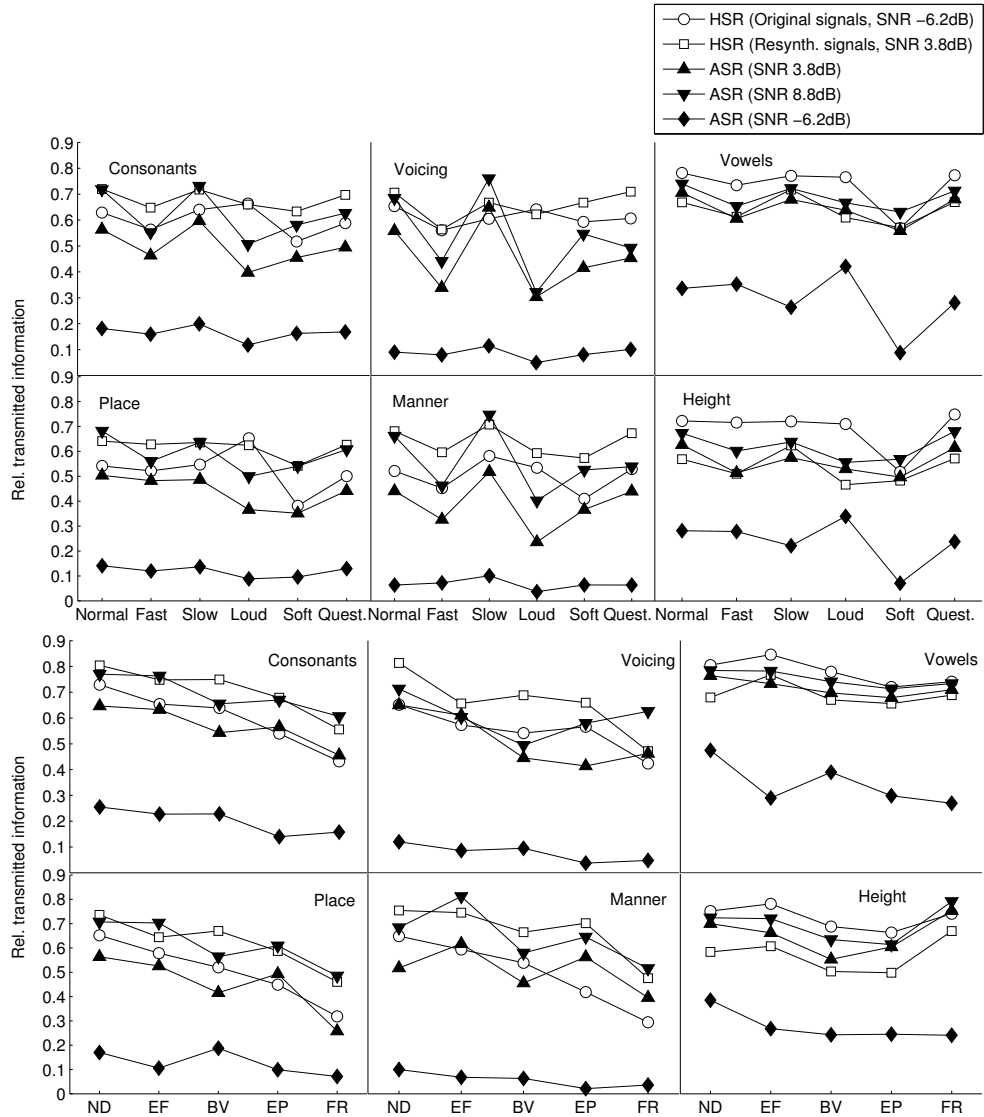 HSR (Original signals, SNR −6.2dB)
HSR (Resynth. signals, SNR 3.8dB)
ASR (SNR 3.8dB)
ASR (SNR 8.8dB)
ASR (SNR −6.2dB)
Consonants
Voicing
Vowels
0.9
0.8
0.7
0.6
0.5
0.4
0.3
0.2
0.1
Rel. transmitted information
Place
Manner
Height
0.9
0.8
0.7
0.6
0.5
0.4
0.3
0.2
0.1
0
Normal Fast Slow Loud Soft Quest.
Normal Fast Slow Loud Soft Quest.
Normal Fast Slow Loud Soft Quest.
Consonants
Voicing
Vowels
0.9
0.8
0.7
0.6
0.5
0.4
0.3
0.2
0.1
Rel. transmitted information
Place
Manner
Height
0.9
0.8
0.7
0.6
0.5
0.4
0.3
0.2
0.1
0
ND EF BV EP FR
ND EF BV EP FR
ND EF BV EP FR